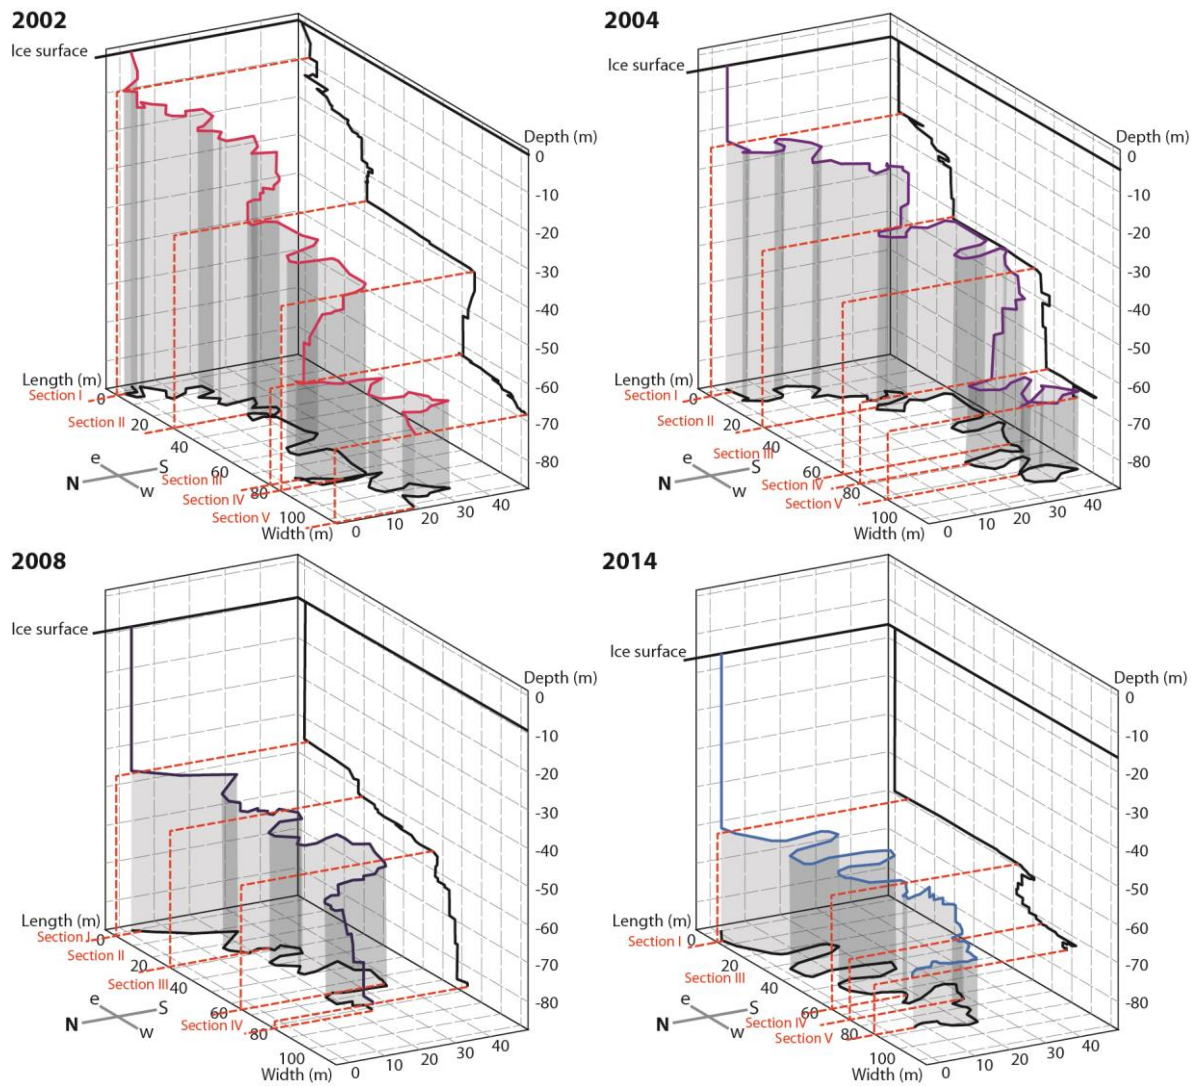 2002
Ice surface
Depth (m)
0
-10
-20
-30
-40
-50
-60
-70
-80
Length (m)
0
20
40
60
80
100
Section I
Section II
Section III
Section IV
Section V
e
S
N
w
Width (m)
0
10
20
30
40
2004
Ice surface
Depth (m)
0
-10
-20
-30
-40
-50
-60
-70
-80
Length (m)
0
20
40
60
80
100
Section I
Section II
Section III
Section IV
Section V
e
S
N
w
Width (m)
0
10
20
30
40
2008
Ice surface
Depth (m)
0
-10
-20
-30
-40
-50
-60
-70
-80
Length (m)
0
20
40
60
80
100
Section I
Section II
Section III
Section IV
e
S
N
w
Width (m)
0
10
20
30
40
2014
Ice surface
Depth (m)
0
-10
-20
-30
-40
-50
-60
-70
-80
Length (m)
0
20
40
60
80
100
Section I
Section III
Section IV
Section V
e
S
N
w
Width (m)
0
10
20
30
40